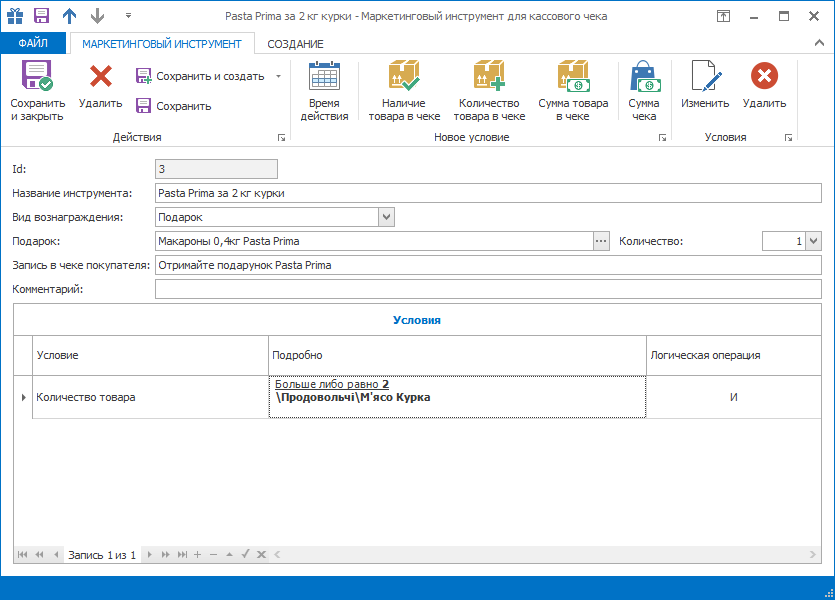 Pasta Prima за 2 кг курки - Маркетинговый инструмент для кассового чека
ФАЙЛ МАРКЕТИНГОВЫЙ ИНСТРУМЕНТ СОЗДАНИЕ
Сохранить и закрыть
Удалить
Сохранить и создать
Сохранить
Действия
Время действия
Наличие товара в чеке
Количество товара в чеке
Сумма товара в чеке
Сумма чека
Новое условие
Изменить
Удалить
Условия
Id: 3
Название инструмента: Pasta Prima за 2 кг курки
Вид вознаграждения: Подарок
Подарок: Макароны 0,4кг Pasta Prima ... Количество: 1
Запись в чеке покупателя: Отримайте подарунок Pasta Prima
Комментарий:
Условия
Условие Подробно Логическая операция
Количество товара
Больше либо равно 2
\Продовольчі\М'ясо Курка
И
Запись 1 из 1